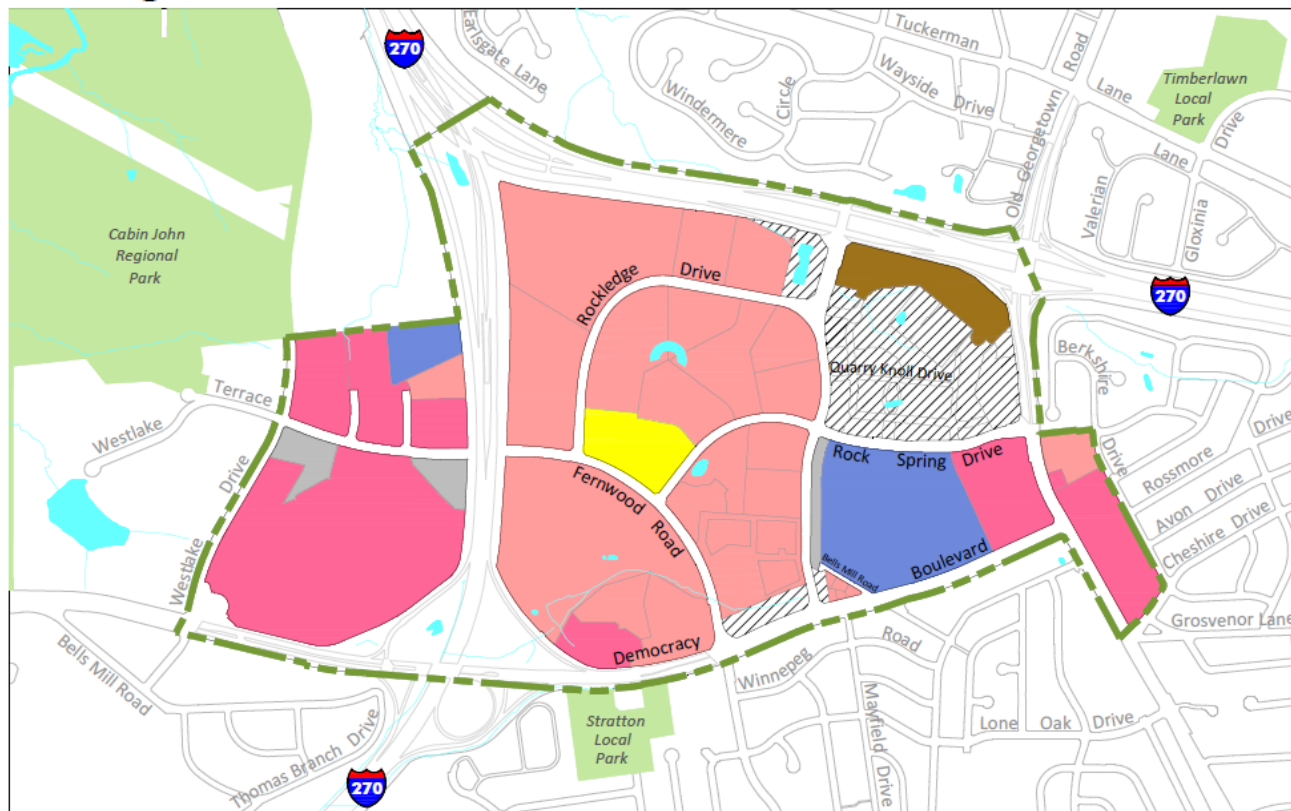 270
Earlsgate Lane
Tuckerman
Lane
Wayside Drive
Windermere
Circle
Old Georgetown
Road
Timberlawn
Local
Park
Drive
Lane
Valerian
Gloxinia
Cabin John
Regional
Park
Rockledge
Drive
270
Berkshire
Drive
Quarry Knoll Drive
Terrace
Westlake
Westlake
Drive
Rock Spring Drive
Fernwood
Road
Rossmore
Drive
Avon Drive
Cheshire Drive
Bells Mill Road
Boulevard
Democracy
Grosvenor Lane
Bells Mill Road
Winnepeg
Road
Stratton
Local
Park
Mayfield Drive
Lone Oak Drive
Thomas Branch Drive
270